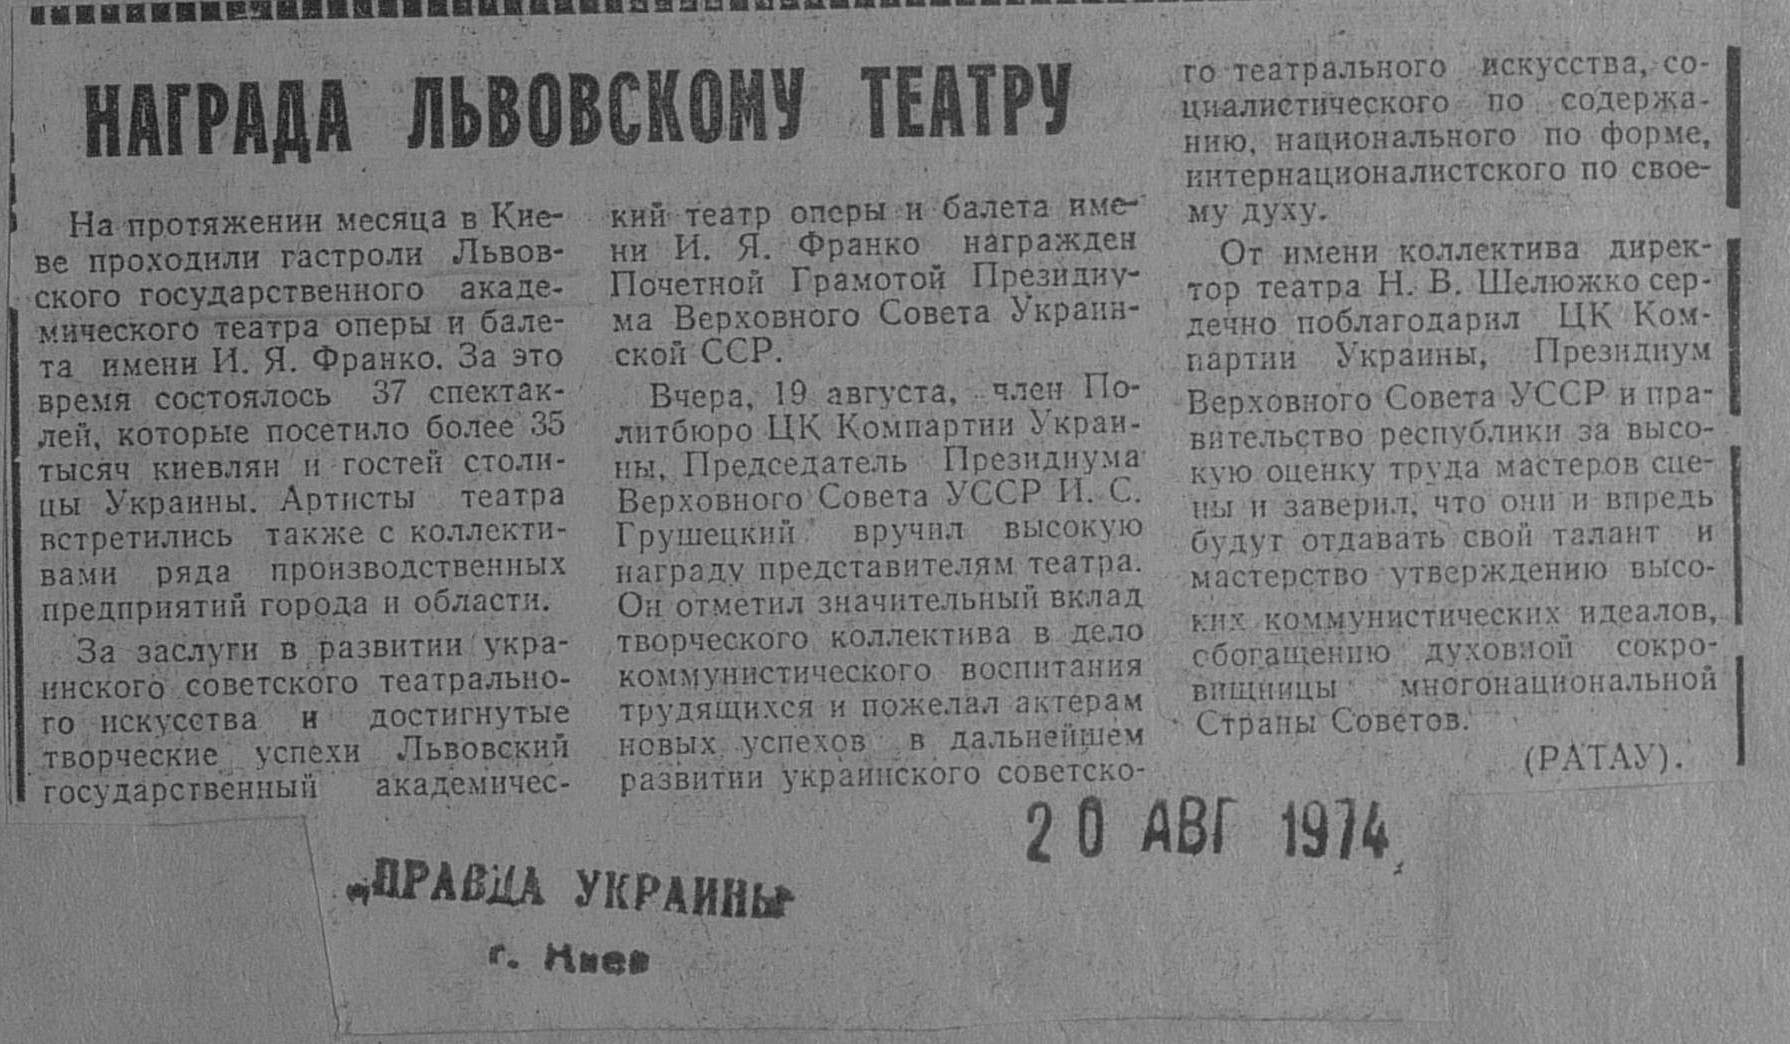 НАГРАДА ЛЬВОВСКОМУ ТЕАТРУ
На протяжении месяца в Кие-
ве проходили гастроли Львов-
ского государственного акаде-
мического театра оперы и бале-
та имени И. Я. Франко. За это
время состоялось 37 спектак-
лей, которые посетило более 35
тысяч киевлян и гостей столи-
цы Украины. Артисты театра
встретились также с коллекти-
вами ряда производственных
предприятий города и области.
За заслуги в развитии укра-
инского советского театрально-
го искусства и достигнутые
творческие успехи Львовский
государственный академичес-
кий театр оперы и балета име-
ни И. Я. Франко награжден
Почетной Грамотой Президиу-
ма Верховного Совета Украин-
ской ССР.
Вчера, 19 августа, член По-
литбюро ЦК Компартии Украи-
ны, Председатель Президиума
Верховного Совета УССР И. С.
Грушецкий вручил высокую
награду представителям театра.
Он отметил значительный вклад
творческого коллектива в дело
коммунистического воспитания
трудящихся и пожелал актерам
новых успехов в дальнейшем
развитии украинского советско-
го театрального искусства, со-
циалистического по содержа-
нию, национального по форме,
интернационалистского по свое-
му духу.
От имени коллектива дирек-
тор театра Н. В. Шелюжко сер-
дечно поблагодарил ЦК Ком-
партии Украины, Президиум
Верховного Совета УССР и пра-
вительство республики за высо-
кую оценку труда мастеров сце-
ны и заверил, что они и впредь
будут отдавать свой талант и
мастерство утверждению высо-
ких коммунистических идеалов,
обогащению духовной сокро-
вищницы многонациональной
Страны Советов.
(РАТАУ).
20 АВГ 1974
„ПРАВДА УКРАИНЫ"
г. Киев